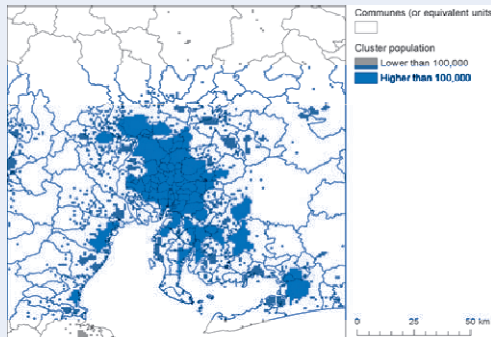 Communes (or equivalent units
Cluster population
Lower than 100,000
Higher than 100,000
0 25 50 km